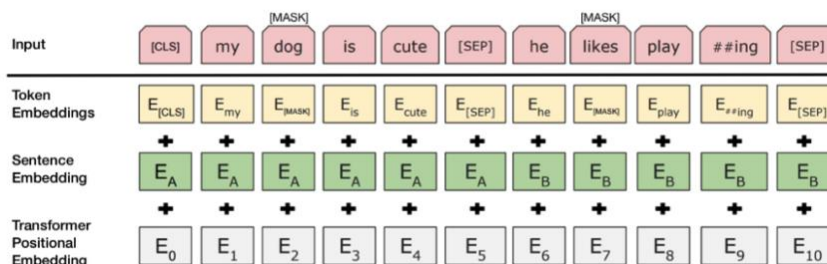 [MASK] [MASK]
Input [CLS] my dog is cute [SEP] he likes play ##ing [SEP]
Token
Embeddings
E[CLS] Emy E[MASK] Eis Ecute E[SEP] Ehe E[MASK] Eplay E##ing E[SEP]
+ + + + + + + + + + +
Sentence
Embedding
EA EA EA EA EA EA EB EB EB EB EB
+ + + + + + + + + + +
Transformer
Positional
Embedding
E0 E1 E2 E3 E4 E5 E6 E7 E8 E9 E10